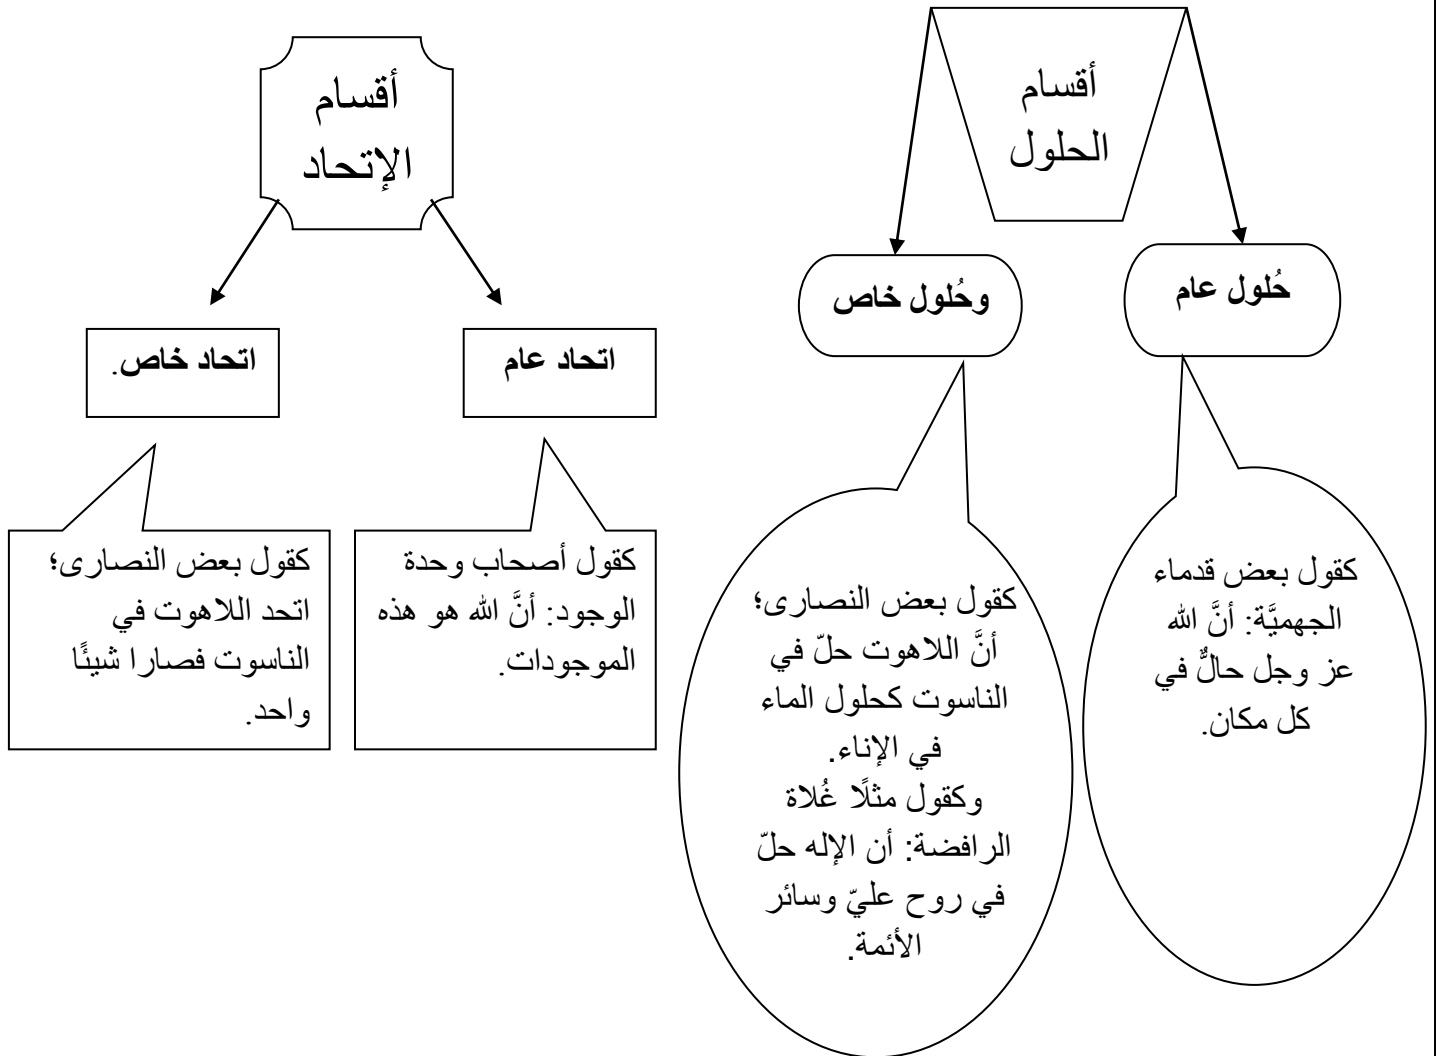 أقسام
الحلول
حُلول عام
وحُلول خاص
كقول بعض قدماء
الجهميَّة: أنَّ الله
عز وجل حالٌّ في
كل مكان.
كقول بعض النصارى؛
أنَّ اللاهوت حلّ في
الناسوت كحلول الماء
في الإناء.
وكقول مثلًا غُلاة
الرافضة: أن الإله حلّ
في روح عليّ وسائر
الأئمة.
أقسام
الإتحاد
اتحاد عام
اتحاد خاص.
كقول أصحاب وحدة
الوجود: أنَّ الله هو هذه
الموجودات.
كقول بعض النصارى؛
اتحد اللاهوت في
الناسوت فصارا شيئًا
واحد.